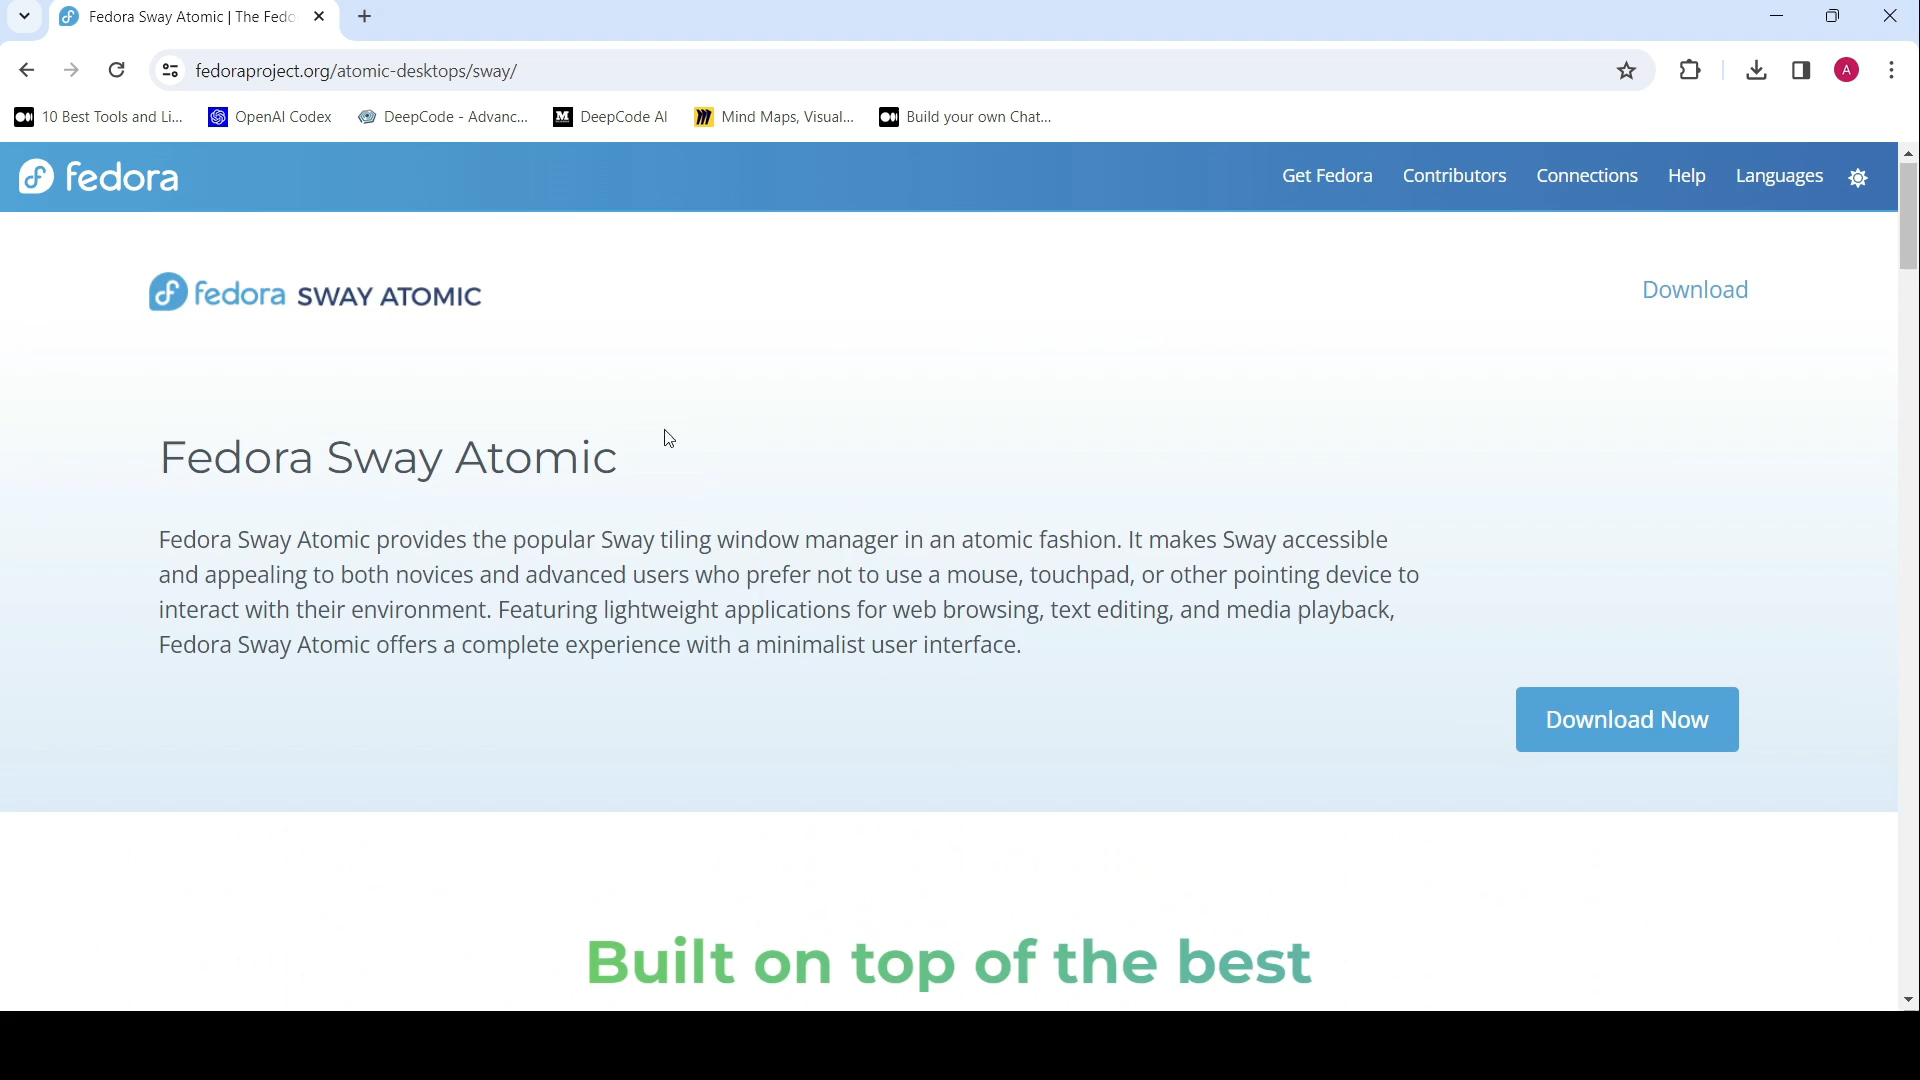 Fedora Sway Atomic | The Fedo
fedoraproject.org/atomic-desktops/sway/
A
10 Best Tools and Li...
OpenAI Codex
DeepCode - Advanc...
M
DeepCode AI
Mind Maps, Visual...
Build your own Chat...
fedora
Get Fedora
Contributors
Connections
Help
Languages
fedora SWAY ATOMIC
Download
Fedora Sway Atomic
Fedora Sway Atomic provides the popular Sway tiling window manager in an atomic fashion. It makes Sway accessible
and appealing to both novices and advanced users who prefer not to use a mouse, touchpad, or other pointing device to
interact with their environment. Featuring lightweight applications for web browsing, text editing, and media playback,
Fedora Sway Atomic offers a complete experience with a minimalist user interface.
Download Now
Built on top of the best